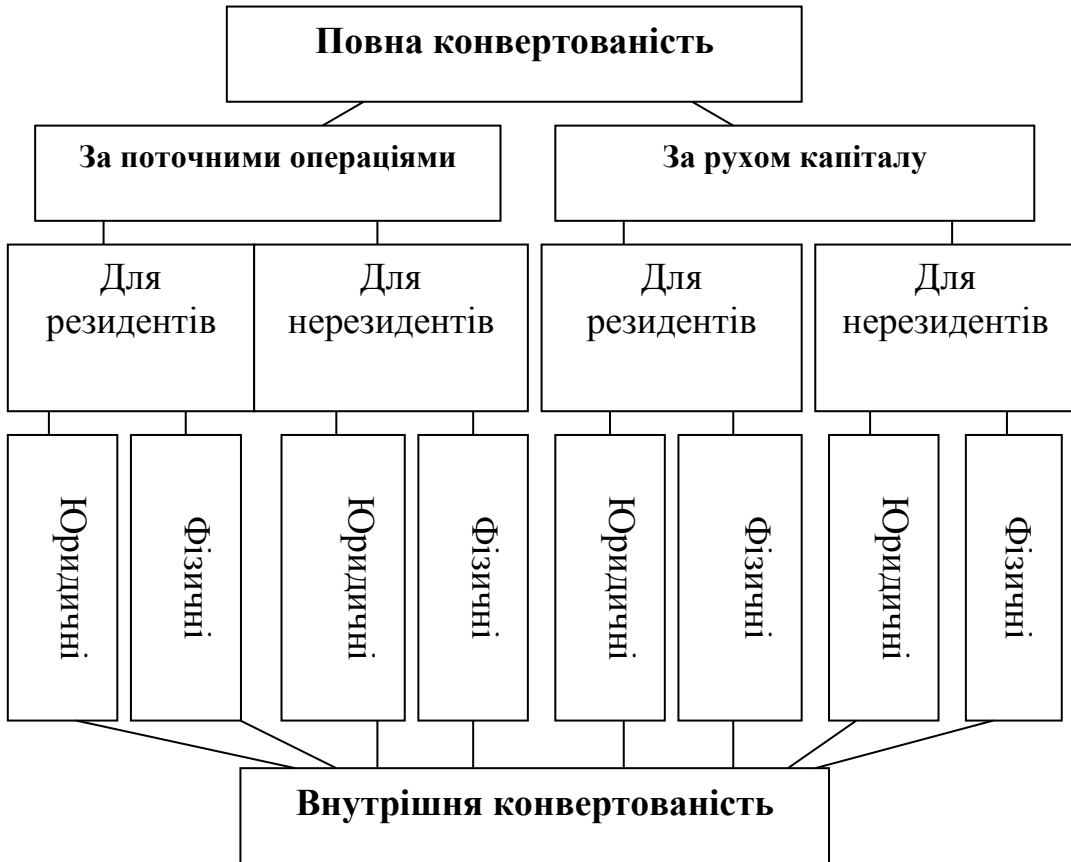 Повна конвертованість
За поточними операціями
За рухом капіталу
Для
резидентів
Для
нерезидентів
Для
резидентів
Для
нерезидентів
Юридичні
Фізичні
Юридичні
Фізичні
Юридичні
Фізичні
Юридичні
Фізичні
Внутрішня конвертованість